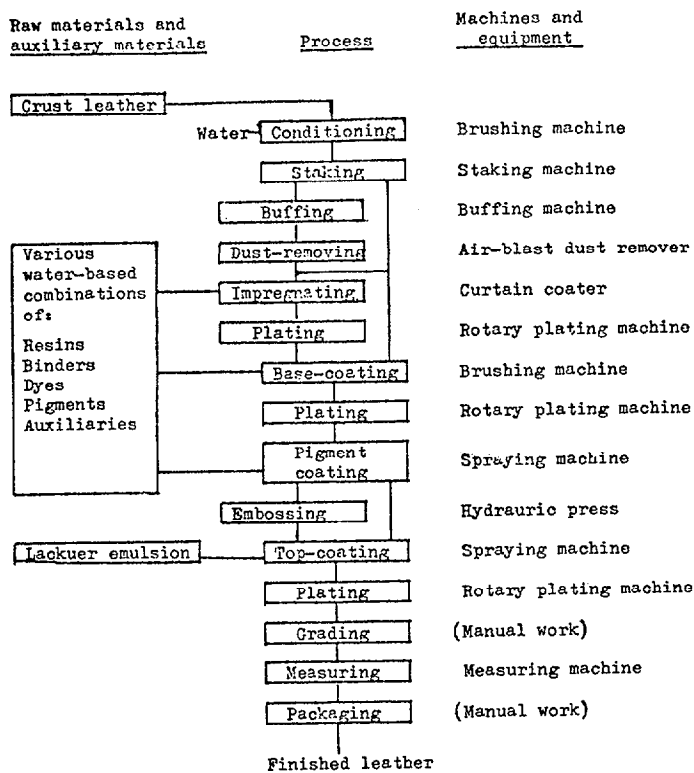 Raw materials and
auxiliary materials
Process
Machines and
equipment
Crust leather
Water
Conditioning
Brushing machine
Staking
Staking machine
Buffing
Buffing machine
Dust-removing
Air-blast dust remover
Various
water-based
combinations
of:
Resins
Binders
Dyes
Pigments
Auxiliaries
Impregnating
Curtain coater
Plating
Rotary plating machine
Base-coating
Brushing machine
Plating
Rotary plating machine
Pigment
coating
Spraying machine
Embossing
Hydrauric press
Lackuer emulsion
Top-coating
Spraying machine
Plating
Rotary plating machine
Grading
(Manual work)
Measuring
Measuring machine
Packaging
(Manual work)
Finished leather